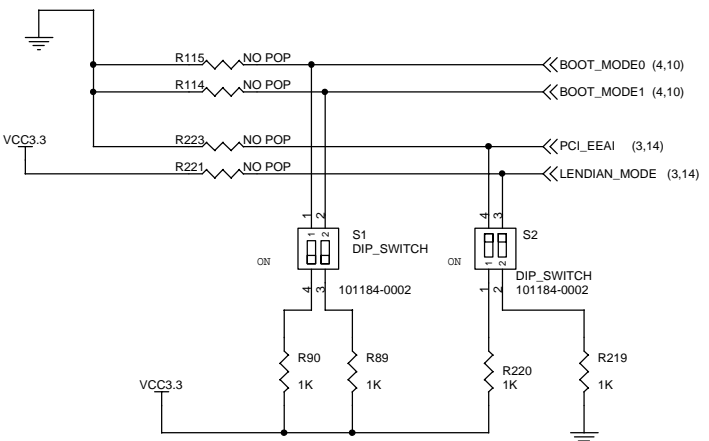 R115 NO POP
BOOT_MODE0 (4,10)
R114 NO POP
BOOT_MODE1 (4,10)
VCC3.3
R223 NO POP
PCI_EEAI (3,14)
R221 NO POP
LENDIAN_MODE (3,14)
1 2
4 3
S1
DIP_SWITCH
1 2
ON
4 3
101184-0002
S2
ON
1 2
DIP_SWITCH
1 2
101184-0002
R90
1K
R89
1K
R220
1K
R219
1K
VCC3.3